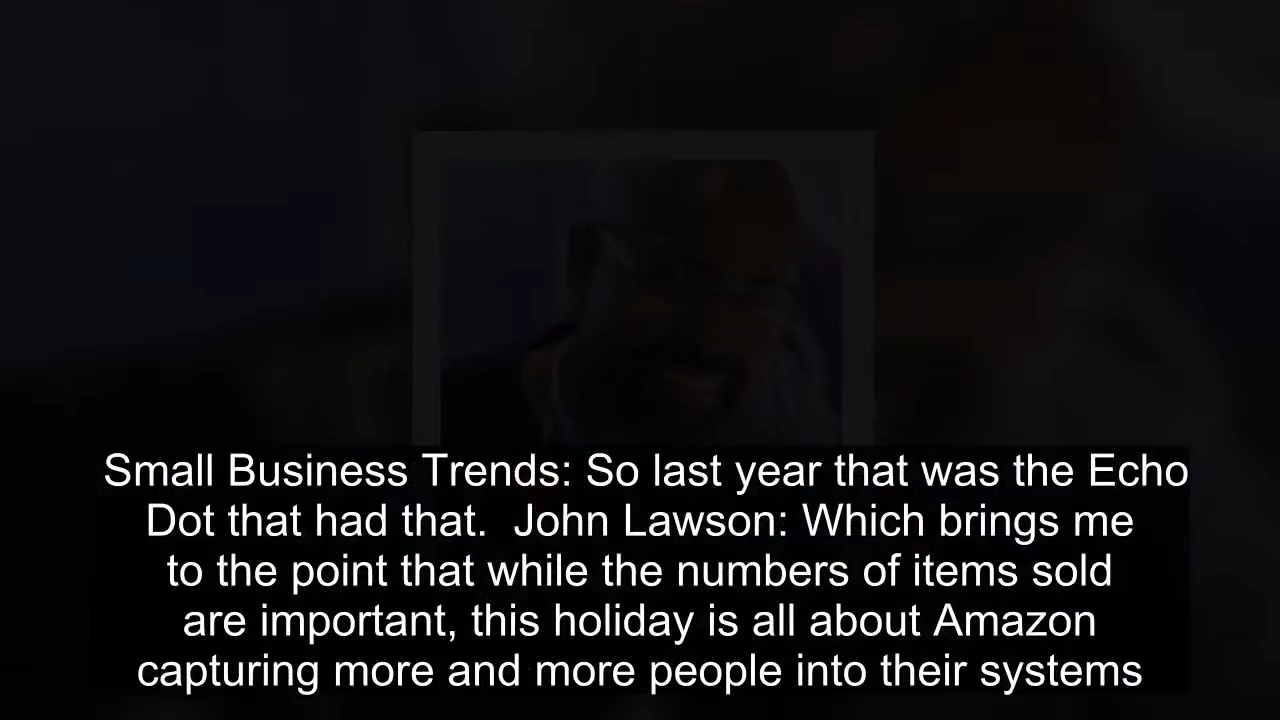 Small Business Trends: So last year that was the Echo
Dot that had that.  John Lawson: Which brings me
to the point that while the numbers of items sold
are important, this holiday is all about Amazon
capturing more and more people into their systems